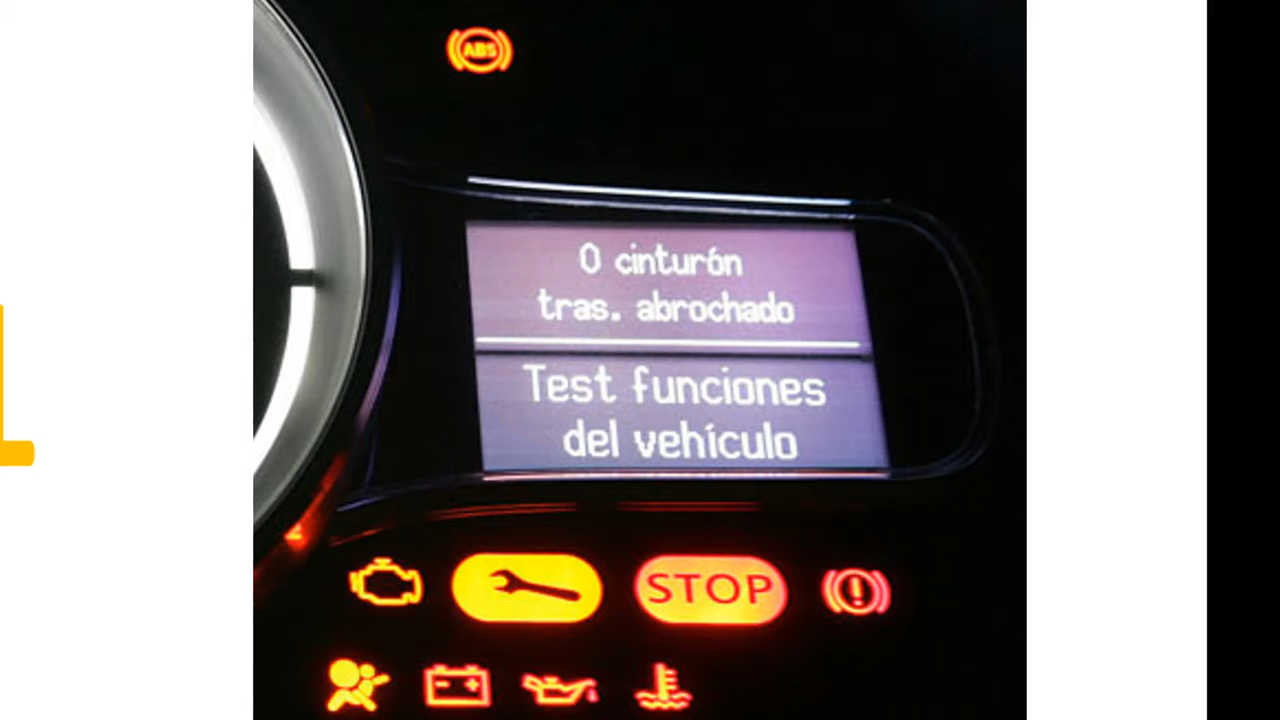 ABS
0 cinturón
tras. abrochado
Test funciones
del vehículo
STOP